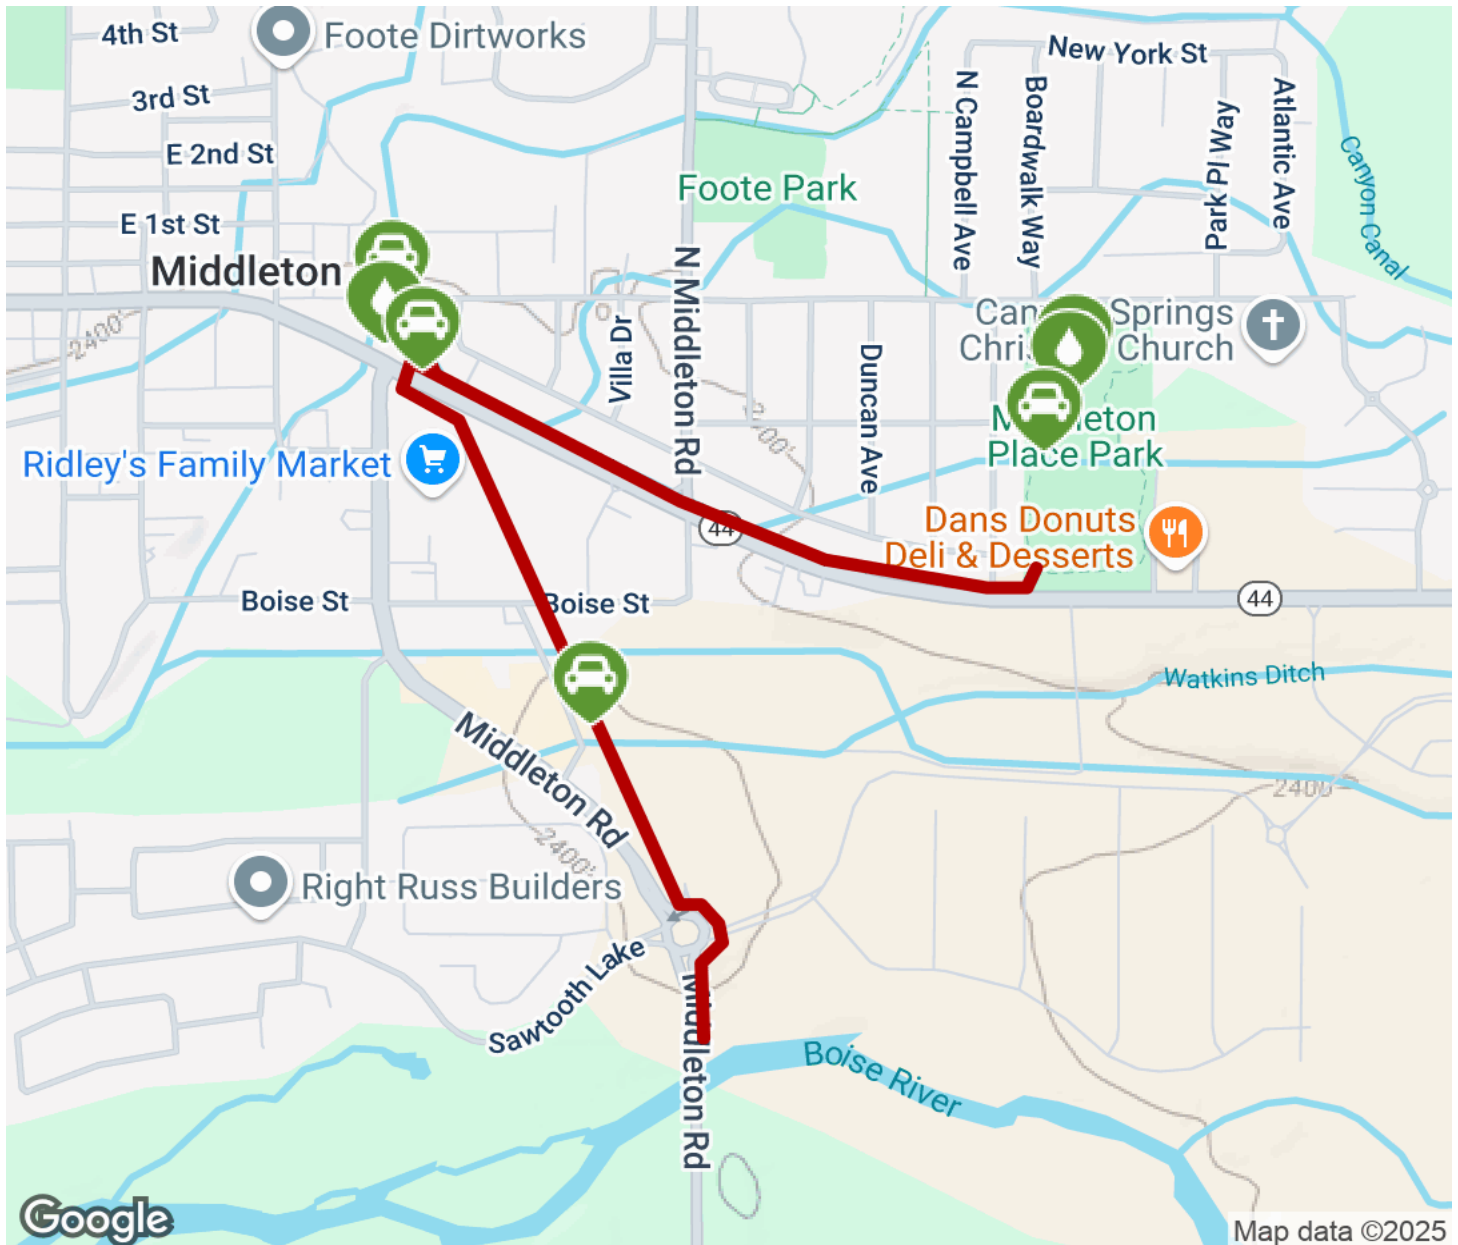 4th St
Foote Dirtworks
New York St
3rd St
N Campbell Ave
Boardwalk Way
Park Pl Way
Atlantic Ave
E 2nd St
Canyon Canal
Foote Park
E 1st St
Middleton
N Middleton Rd
2400'
Villa Dr
Springs
Church
Duncan Ave
Ridley's Family Market
Place Park
44
Dans Donuts
Deli & Desserts
Boise St
Boise St
44
Watkins Ditch
Middleton Rd
2400'
2400'
Right Russ Builders
Sawtooth Lake
Middleton Rd
Boise River
Google
Map data ©2025